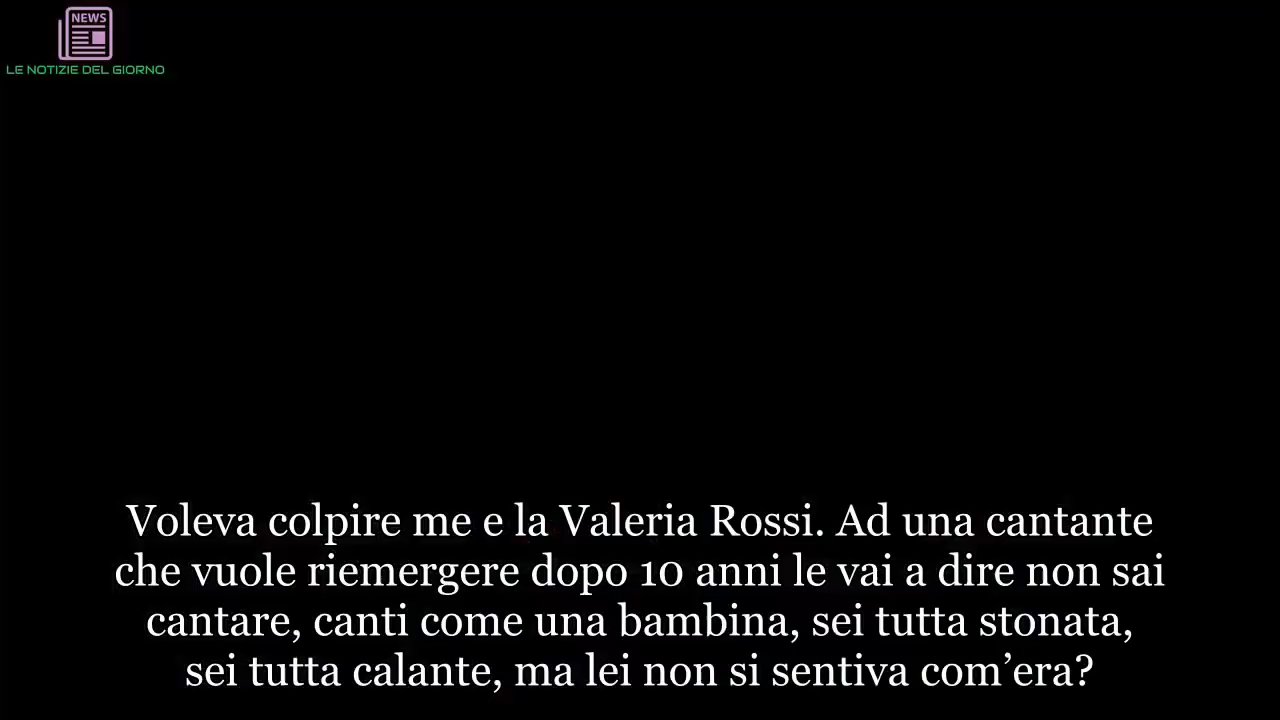 NEWS
LE NOTIZIE DEL GIORNO
Voleva colpire me e la Valeria Rossi. Ad una cantante
che vuole riemergere dopo 10 anni le vai a dire non sai
cantare, canti come una bambina, sei tutta stonata,
sei tutta calante, ma lei non si sentiva com’era?